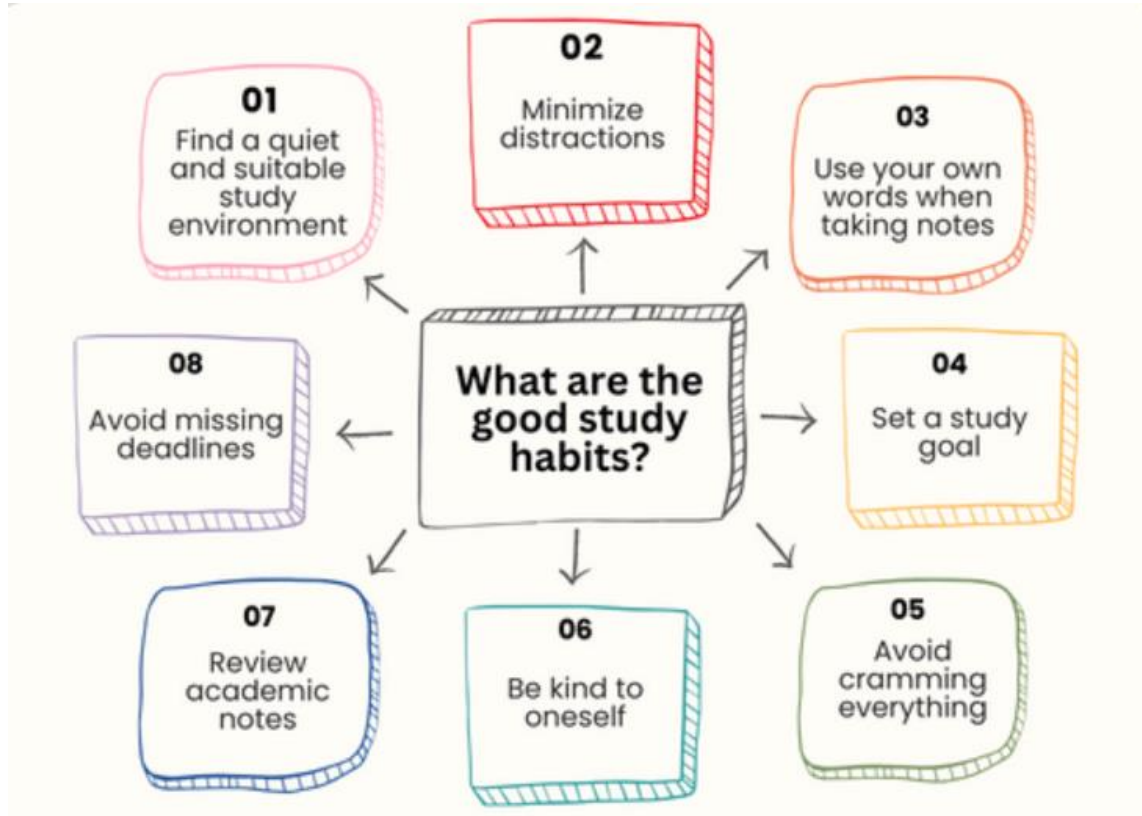 What are the
good study
habits?
01
Find a quiet
and suitable
study
environment
02
Minimize
distractions
03
Use your own
words when
taking notes
04
Set a study
goal
05
Avoid
cramming
everything
06
Be kind to
oneself
07
Review
academic
notes
08
Avoid missing
deadlines